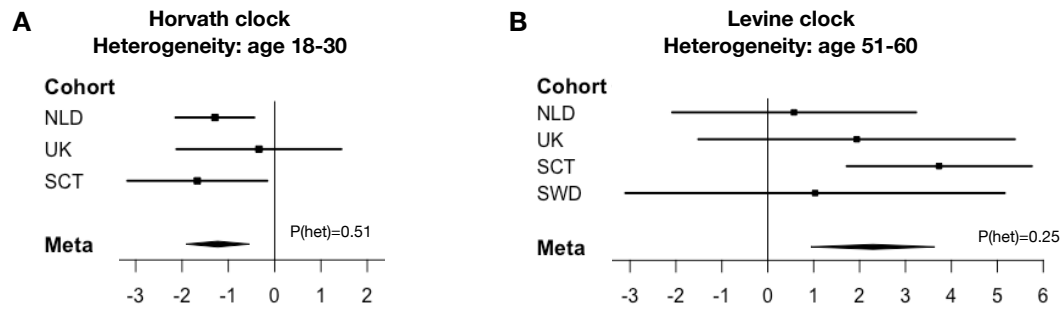 A
Horvath clock
Heterogeneity: age 18-30
Cohort
NLD
UK
SCT
P(het)=0.51
Meta
-3 -2 -1 0 1 2
B
Levine clock
Heterogeneity: age 51-60
Cohort
NLD
UK
SCT
SWD
P(het)=0.25
Meta
-3 -2 -1 0 1 2 3 4 5 6